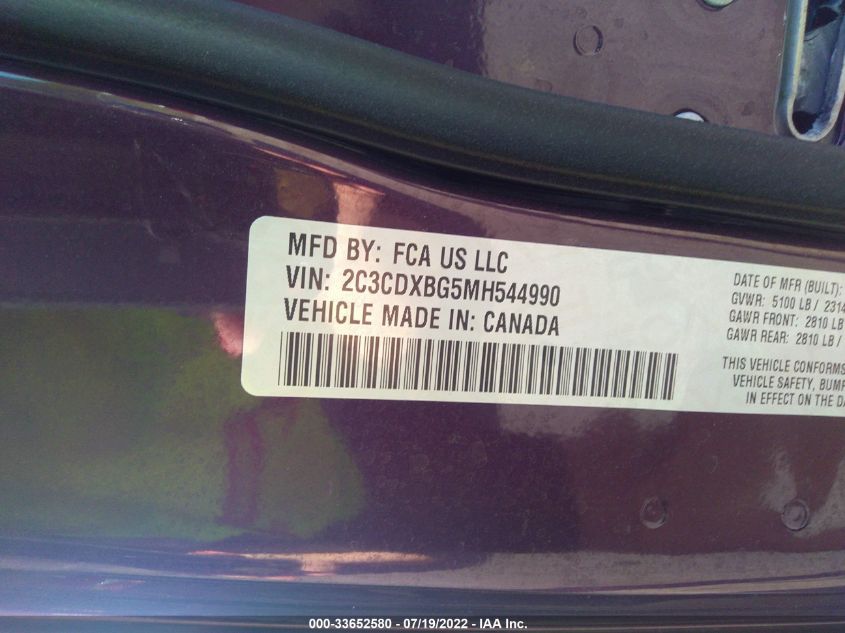 MFD BY: FCA US LLC
VIN: 2C3CDXBG5MH544990
VEHICLE MADE IN: CANADA
DATE OF MFR (BUILT):
GVWR: 5100 LB / 2314
GAWR FRONT: 2810 LB
GAWR REAR: 2810 LB /
THIS VEHICLE CONFORMS
VEHICLE SAFETY, BUMP
IN EFFECT ON THE DA
000-33652580 - 07/19/2022 - IAA Inc.